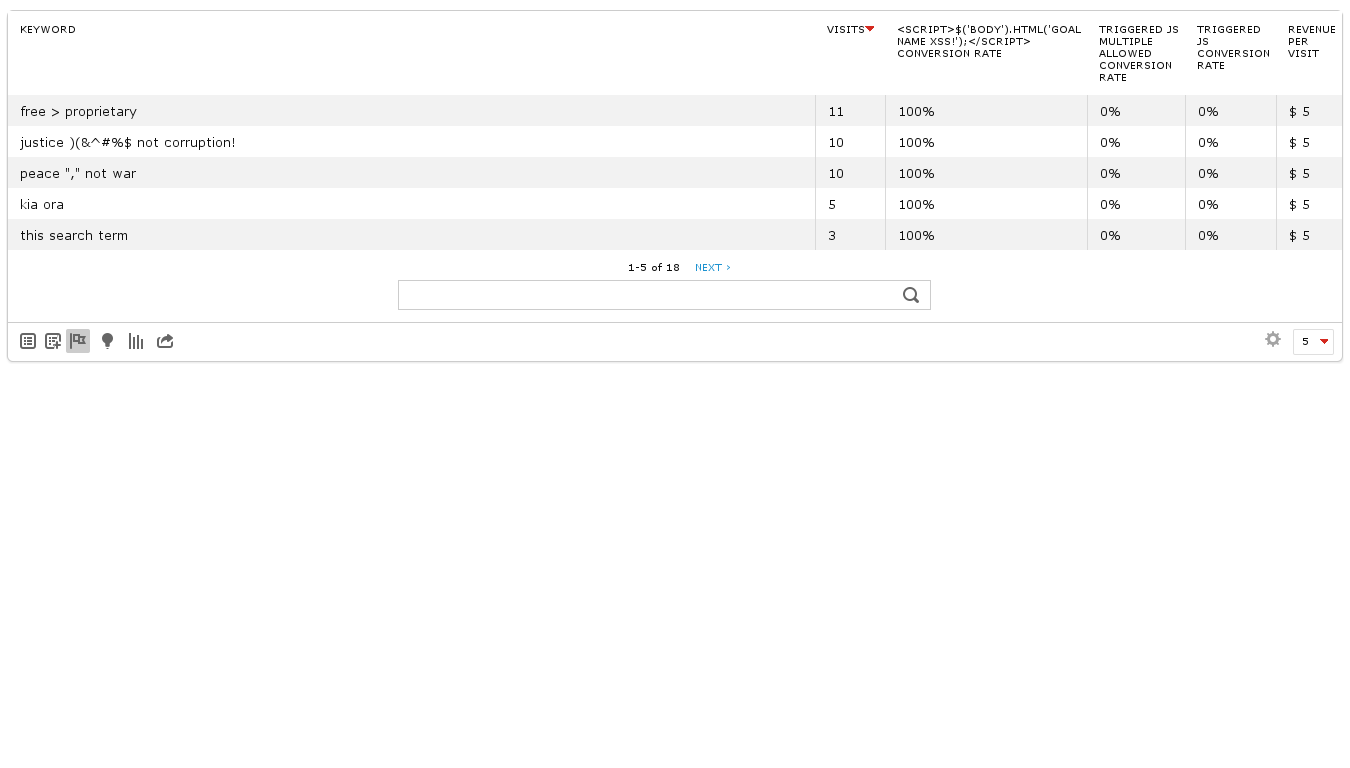 KEYWORD
VISITS
<SCRIPT>$('BODY').HTML('GOAL
NAME XSS!');</SCRIPT>
CONVERSION RATE
TRIGGERED JS
MULTIPLE
ALLOWED
CONVERSION
RATE
TRIGGERED
JS
CONVERSION
RATE
REVENUE
PER
VISIT
free > proprietary 11 100% 0% 0% $ 5
justice )(&^#%$ not corruption! 10 100% 0% 0% $ 5
peace "," not war 10 100% 0% 0% $ 5
kia ora 5 100% 0% 0% $ 5
this search term 3 100% 0% 0% $ 5
1-5 of 18 NEXT ›
5